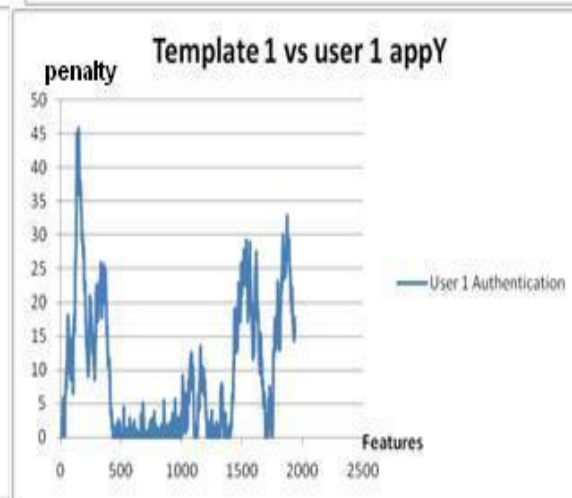 Template 1 vs user 1 appY
penalty
50
45
40
35
30
25
20
15
10
5
0
0 500 1000 1500 2000 2500
Features
User 1 Authentication